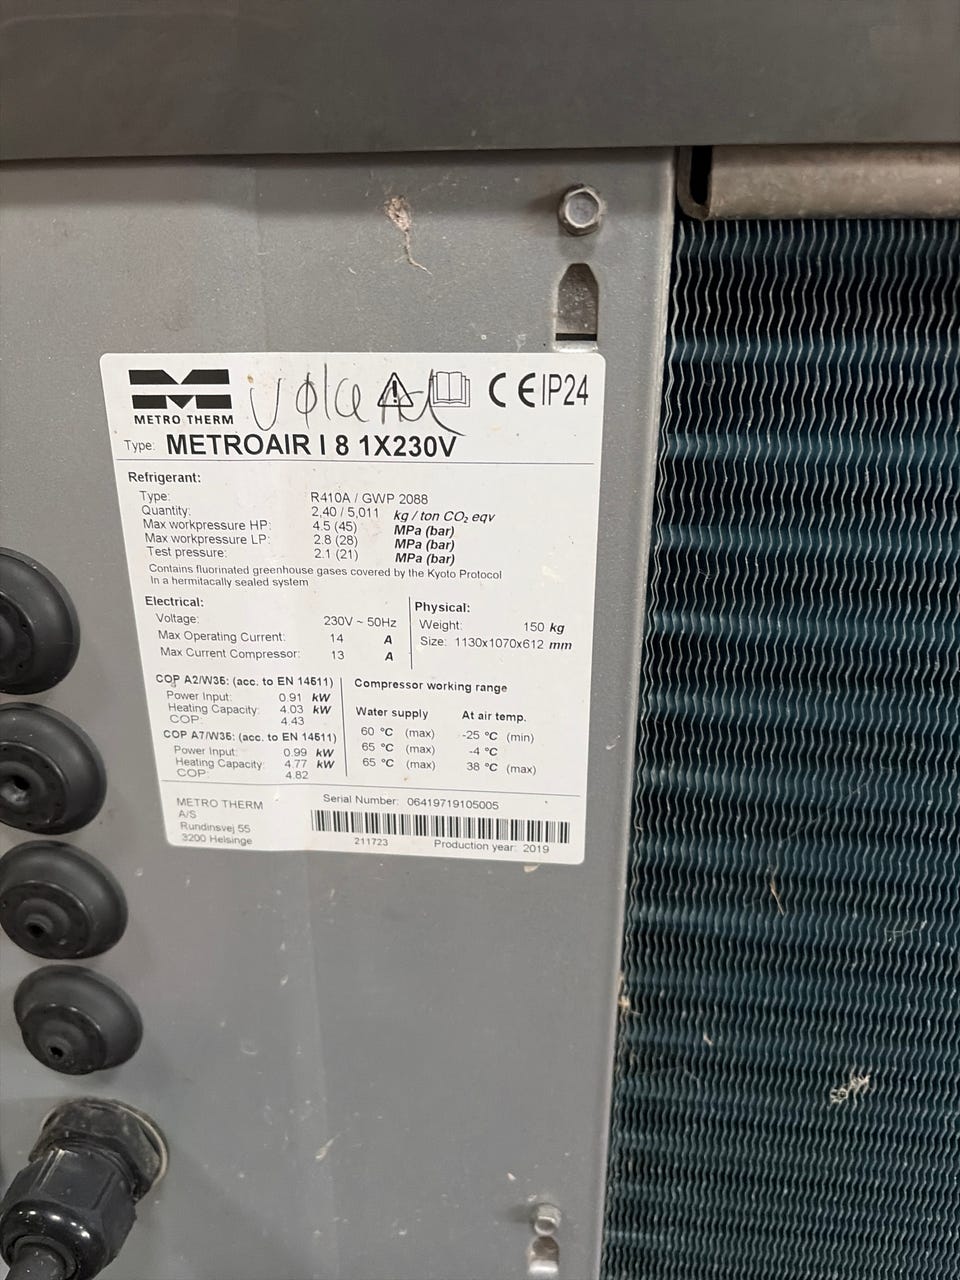 METRO THERM
CE IP24
Type: METROAIR I 8 1X230V
Refrigerant:
Type: R410A / GWP 2088
Quantity: 2,40 / 5,011 kg / ton CO₂ eqv
Max workpressure HP: 4.5 (45) MPa (bar)
Max workpressure LP: 2.8 (28) MPa (bar)
Test pressure: 2.1 (21) MPa (bar)
Contains fluorinated greenhouse gases covered by the Kyoto Protocol
In a hermitacally sealed system
Electrical:
Voltage: 230V ~ 50Hz
Max Operating Current: 14 A
Max Current Compressor: 13 A
Physical:
Weight: 150 kg
Size: 1130x1070x612 mm
COP A2/W35: (acc. to EN 14511)
Power Input: 0.91 kW
Heating Capacity: 4.03 kW
COP: 4.43
COP A7/W35: (acc. to EN 14511)
Power Input: 0.99 kW
Heating Capacity: 4.77 kW
COP: 4.82
Compressor working range
Water supply At air temp.
60 °C (max) -25 °C (min)
65 °C (max) -4 °C
65 °C (max) 38 °C (max)
METRO THERM
A/S
Rundinsvej 55
3200 Helsinge
Serial Number: 06419719105005
211723 Production year: 2019